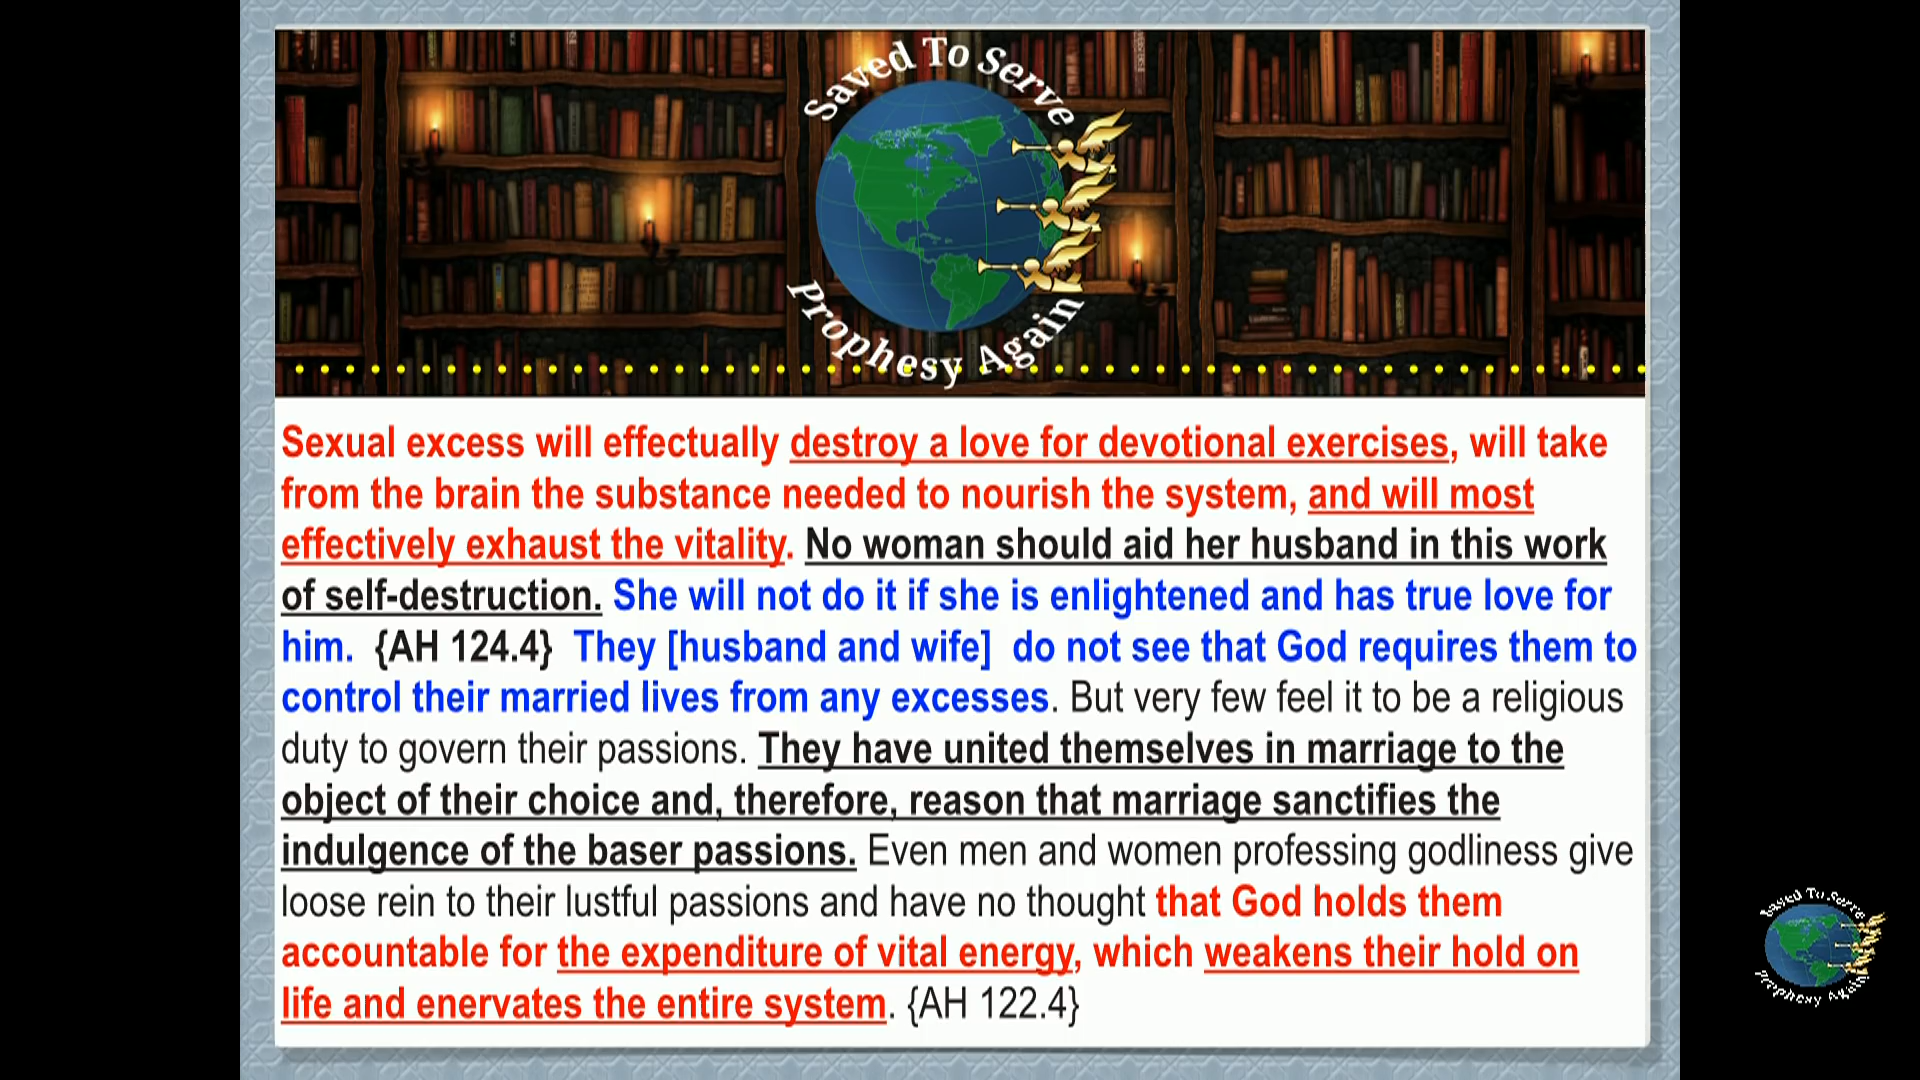 Saved To Serve
Prophesy Again
Sexual excess will effectually destroy a love for devotional exercises, will take
from the brain the substance needed to nourish the system, and will most
effectively exhaust the vitality. No woman should aid her husband in this work
of self-destruction. She will not do it if she is enlightened and has true love for
him.  {AH 124.4}  They [husband and wife]  do not see that God requires them to
control their married lives from any excesses. But very few feel it to be a religious
duty to govern their passions. They have united themselves in marriage to the
object of their choice and, therefore, reason that marriage sanctifies the
indulgence of the baser passions. Even men and women professing godliness give
loose rein to their lustful passions and have no thought that God holds them
accountable for the expenditure of vital energy, which weakens their hold on
life and enervates the entire system. {AH 122.4}
Saved To Serve
Prophesy Again